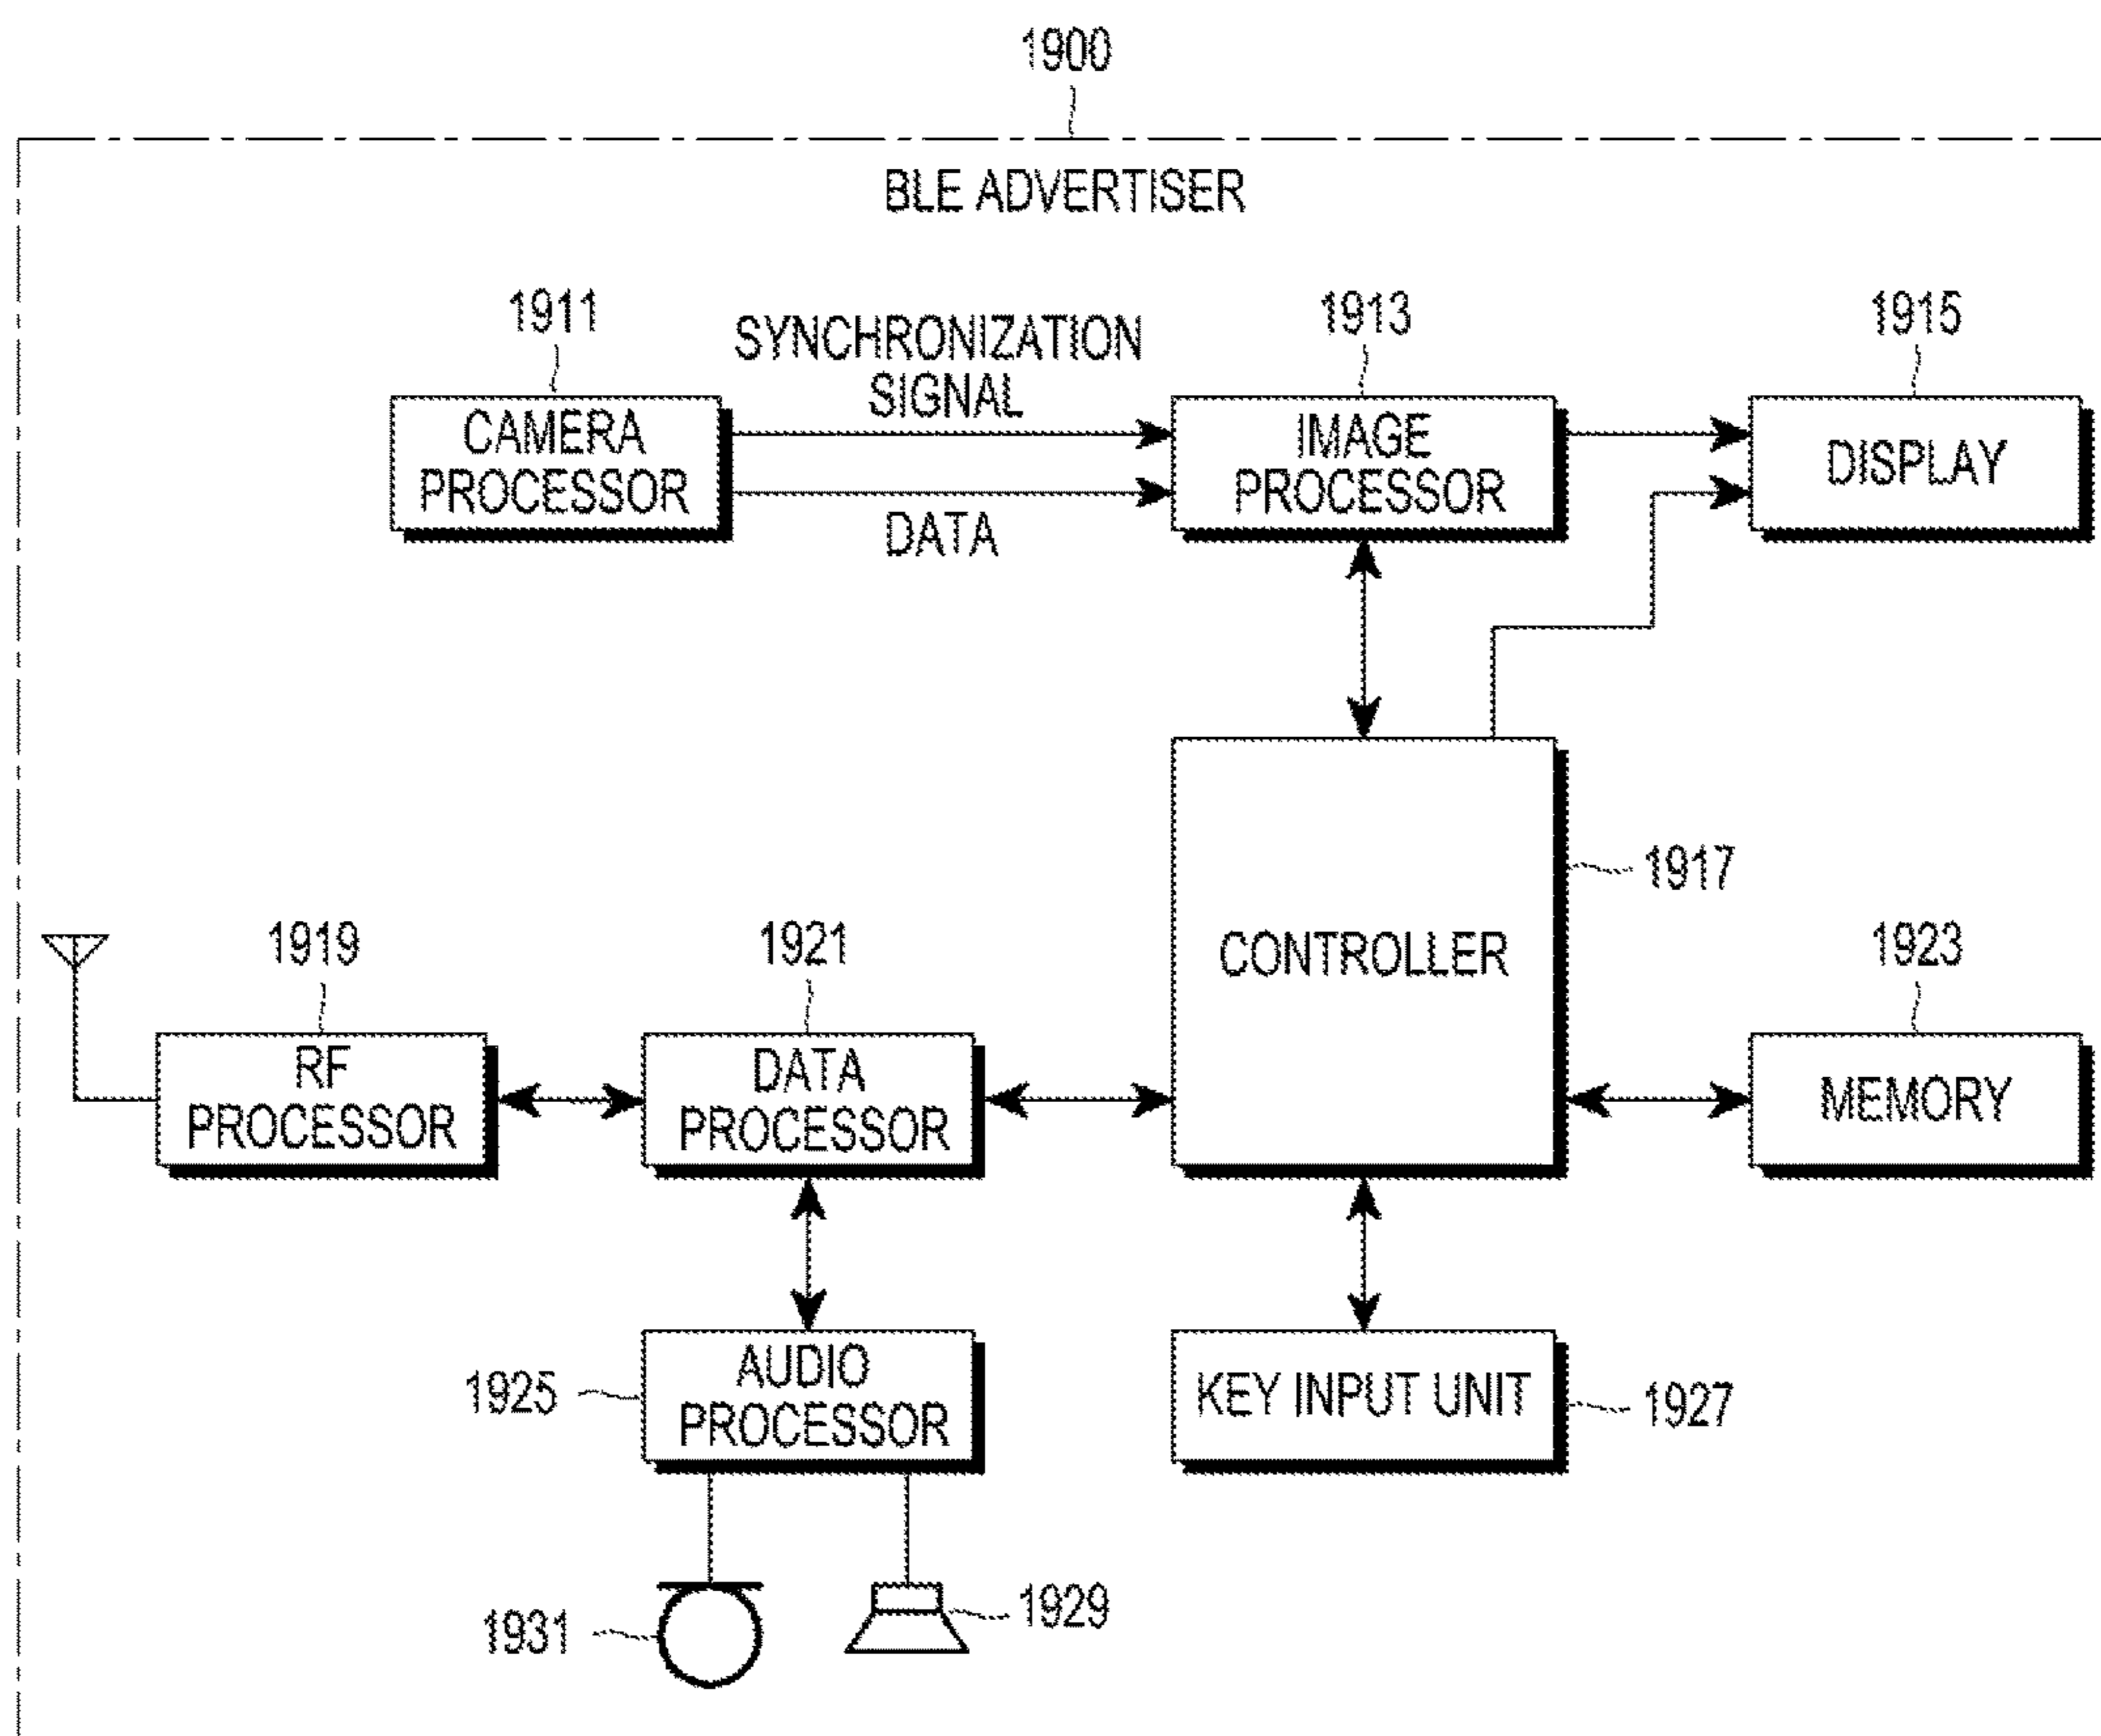 1900
BLE ADVERTISER
1911
SYNCHRONIZATION
SIGNAL
1913
1915
CAMERA
PROCESSOR
DATA
IMAGE
PROCESSOR
DISPLAY
1917
CONTROLLER
1919
1921
1923
RF
PROCESSOR
DATA
PROCESSOR
MEMORY
1925
AUDIO
PROCESSOR
KEY INPUT UNIT
1927
1931
1929